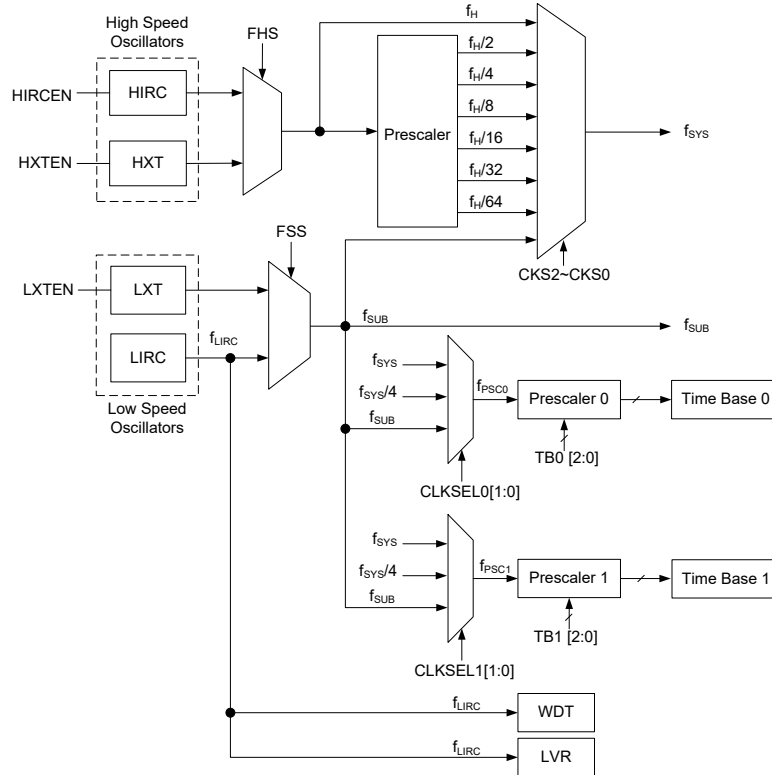 High Speed
Oscillators
FHS
HIRCEN
HIRC
HXTEN
HXT
fH
Prescaler
fH/2
fH/4
fH/8
fH/16
fH/32
fH/64
fSYS
CKS2~CKS0
FSS
LXTEN
LXT
LIRC
fLIRC
Low Speed
Oscillators
fSUB
fSUB
fSYS
fSYS/4
fSUB
fPSC0
Prescaler 0
Time Base 0
TB0 [2:0]
CLKSEL0[1:0]
fSYS
fSYS/4
fSUB
fPSC1
Prescaler 1
Time Base 1
TB1 [2:0]
CLKSEL1[1:0]
fLIRC
WDT
fLIRC
LVR